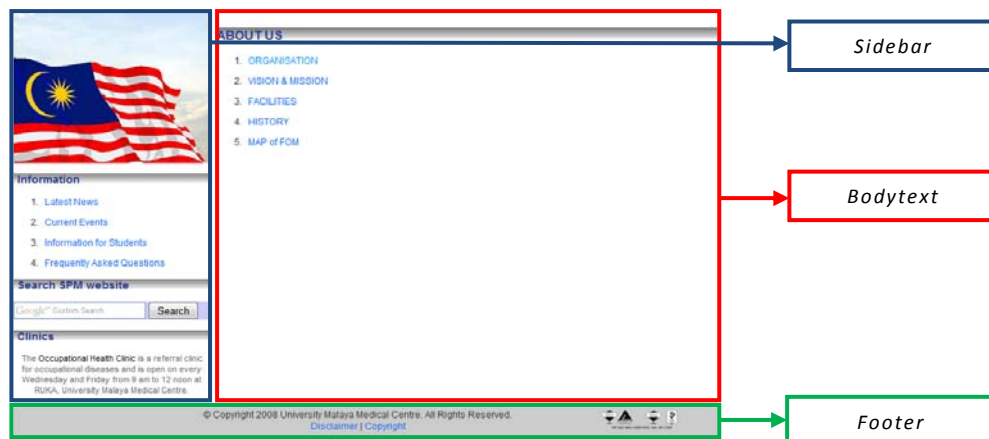 Information
1. Latest News
2. Current Events
3. Information for Students
4. Frequently Asked Questions
Search SPM website
Google™ Custom Search
Search
Clinics
The Occupational Health Clinic is a referral clinic
for occupational diseases and is open on every
Wednesday and Friday from 9 am to 12 noon at
RUKA, University Malaya Medical Centre.
ABOUT US
1. ORGANISATION
2. VISION & MISSION
3. FACILITIES
4. HISTORY
5. MAP of FOM
© Copyright 2008 University Malaya Medical Centre. All Rights Reserved.
Disclaimer | Copyright
Sidebar
Bodytext
Footer